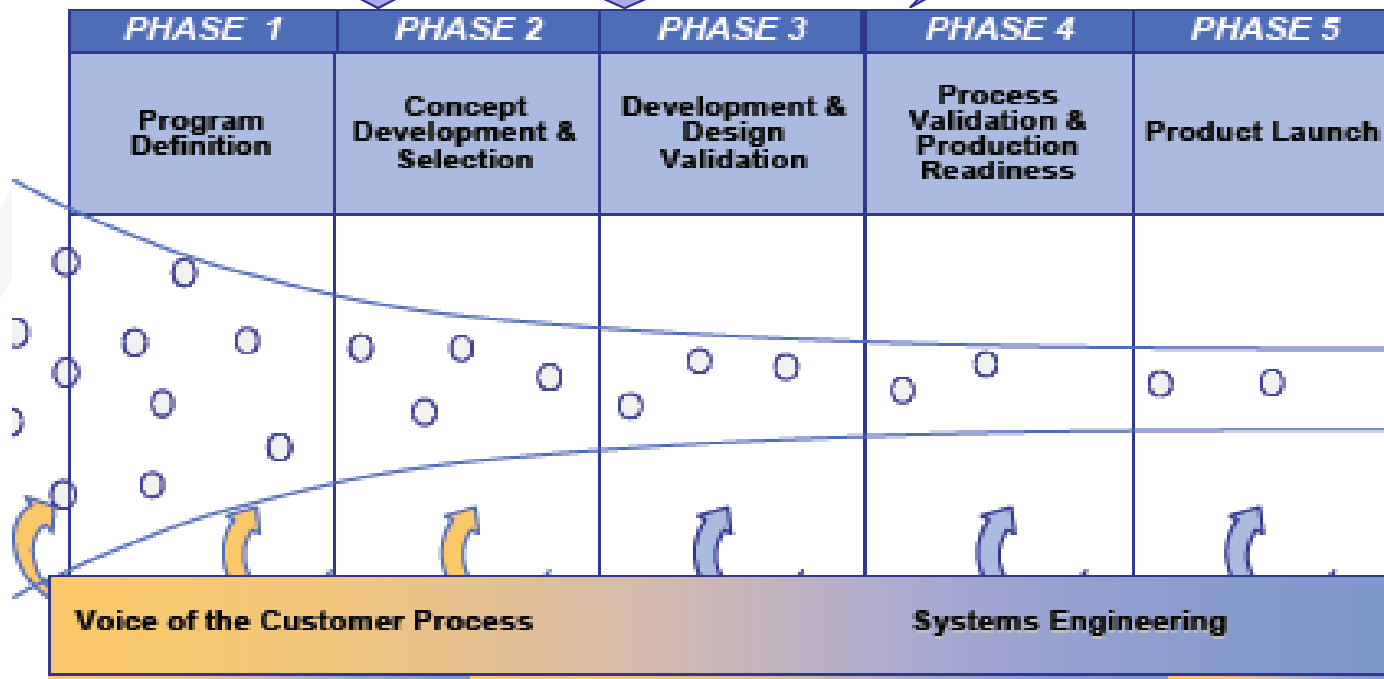 PHASE 1
PHASE 2
PHASE 3
PHASE 4
PHASE 5
Program
Definition
Concept
Development &
Selection
Development &
Design
Validation
Process
Validation &
Production
Readiness
Product Launch
Voice of the Customer Process
Systems Engineering